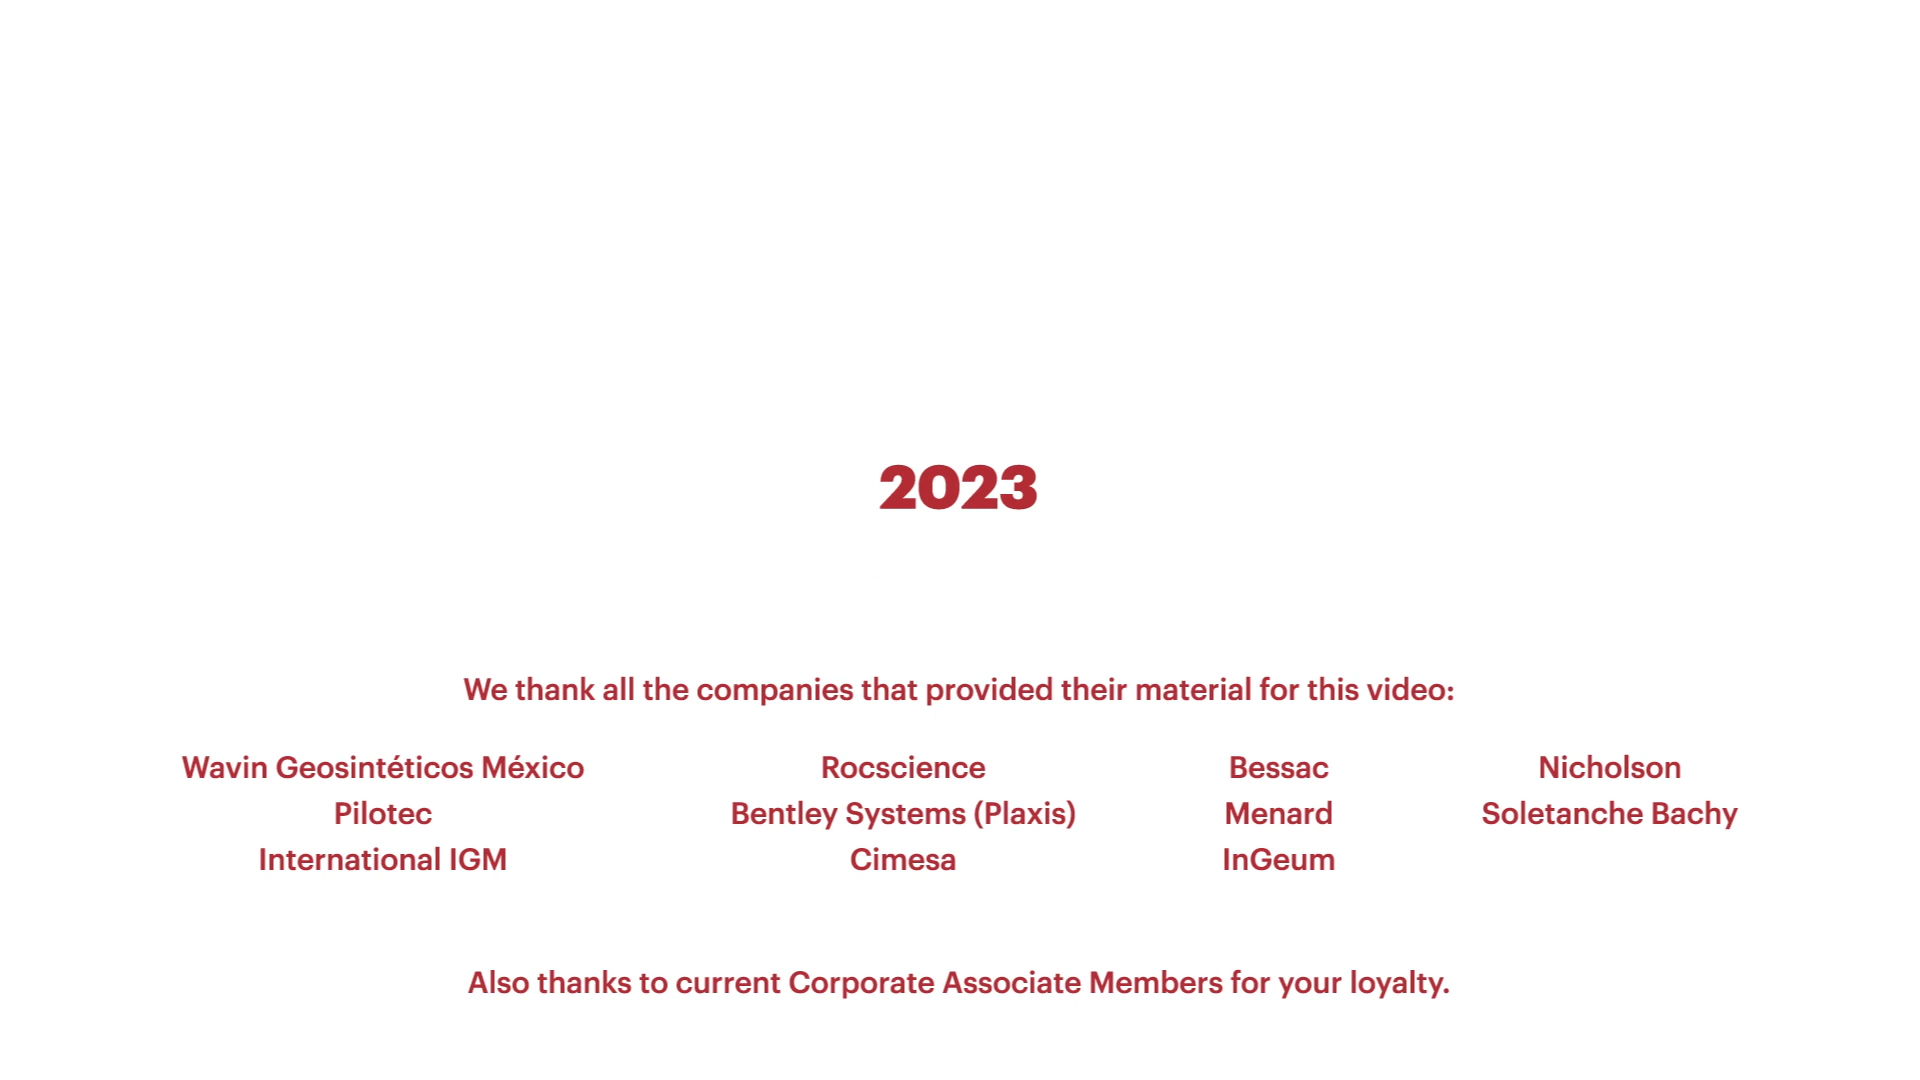 2023
We thank all the companies that provided their material for this video:
Wavin Geosintéticos México
Pilotec
International IGM
Rocscience
Bentley Systems (Plaxis)
Cimesa
Bessac
Menard
InGeum
Nicholson
Soletanche Bachy
Also thanks to current Corporate Associate Members for your loyalty.